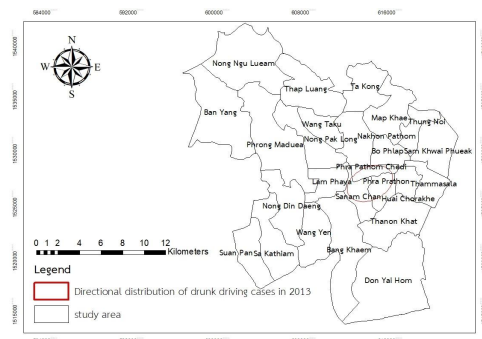 584000 592000 600000 608000 616000
N
W E
S
1540000
1535000
1530000
1525000
1520000
1515000
Nong Ngu Lueam
Thap Luang
Ta Kong
Ban Yang
Map Khae
Thung Noi
Wang Taku
Nakhon Pathom
Nong Pak Long
Phrong Maduea
Bo Phlap
Sam Khwai Phueak
Phra Pathom Chedi
Lam Phaya
Phra Prathon
Thammasala
Sanam Chan
Huai Chorakhe
Nong Din Daeng
Thanon Khat
Wang Yen
Suan Pan
Sa Kathiam
Bang Khaem
Don Yai Hom
0 1 2 4 6 8 10 12
Kilometers
Legend
Directional distribution of drunk driving cases in 2013
study area